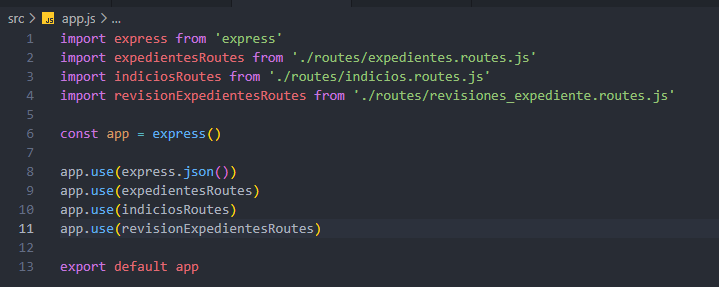 src > JS app.js > ...
1 import express from 'express'
2 import expedientesRoutes from './routes/expedientes.routes.js'
3 import indiciosRoutes from './routes/indicios.routes.js'
4 import revisionExpedientesRoutes from './routes/revisiones_expediente.routes.js'
5
6 const app = express()
7
8 app.use(express.json())
9 app.use(expedientesRoutes)
10 app.use(indiciosRoutes)
11 app.use(revisionExpedientesRoutes)
12
13 export default app